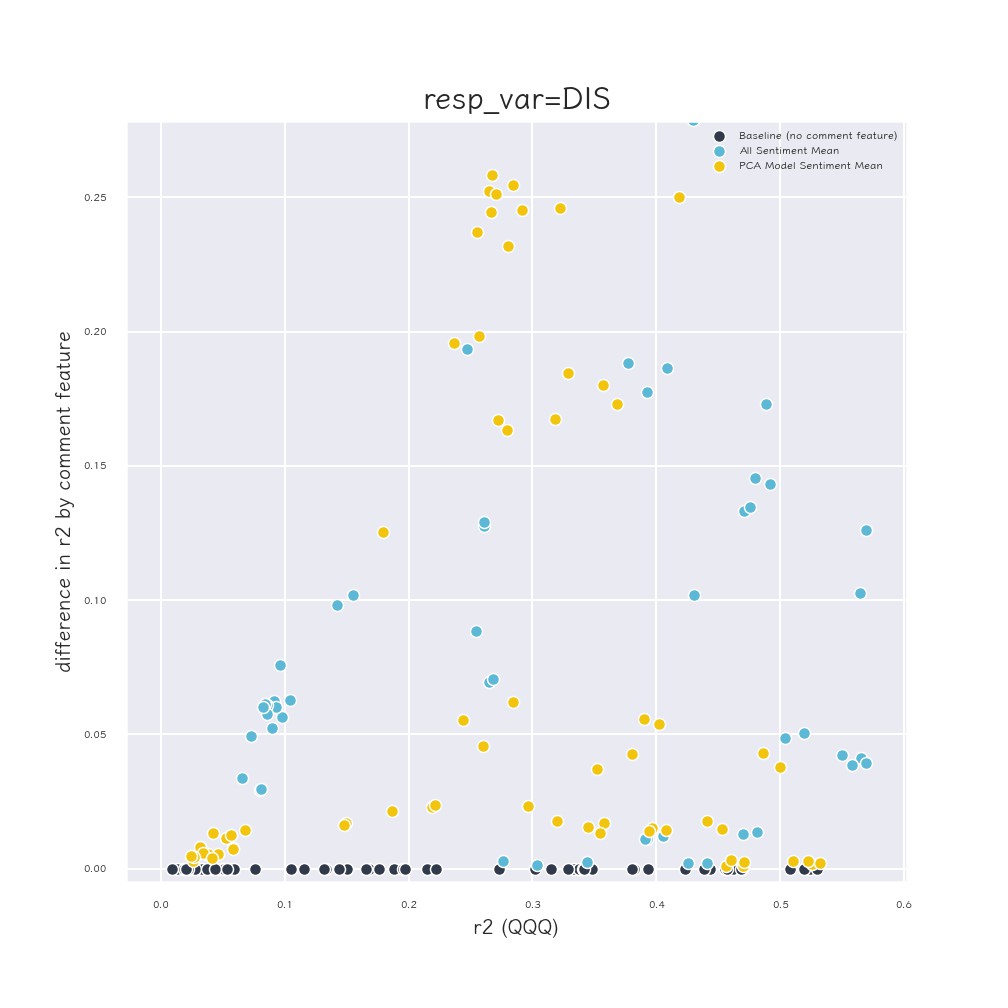 resp_var=DIS
Baseline (no comment feature)
All Sentiment Mean
PCA Model Sentiment Mean
difference in r2 by comment feature
0.25
0.20
0.15
0.10
0.05
0.00
0.0 0.1 0.2 0.3 0.4 0.5 0.6
r2 (QQQ)